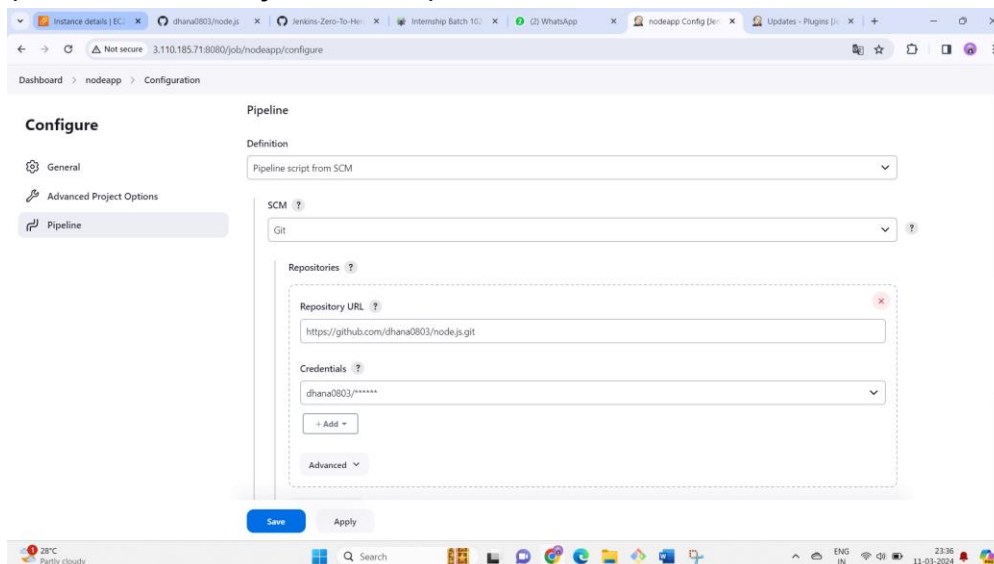 Instance details | EC2
dhana0803/node.js
Jenkins-Zero-To-Her
Internship Batch 10
(2) WhatsApp
nodeapp Config [Jen
Updates - Plugins [Je
Not secure 3.110.185.71:8080/job/nodeapp/configure
Dashboard > nodeapp > Configuration
Configure
General
Advanced Project Options
Pipeline
Pipeline
Definition
Pipeline script from SCM
SCM ?
Git
?
Repositories ?
Repository URL ?
https://github.com/dhana0803/node.js.git
Credentials ?
dhana0803/******
+ Add
Advanced
Save Apply
1
28°C
Partly cloudy
Search
ENG
IN
23:36
11-03-2024